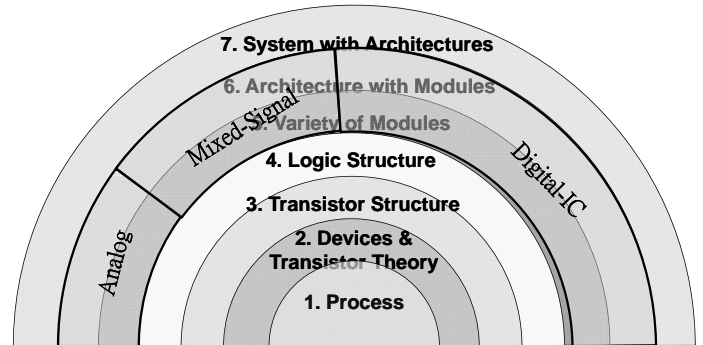 7. System with Architectures
6. Architecture with Modules
5. Variety of Modules
Mixed-Signal
4. Logic Structure
Digital-IC
3. Transistor Structure
Analog
2. Devices &
Transistor Theory
1. Process